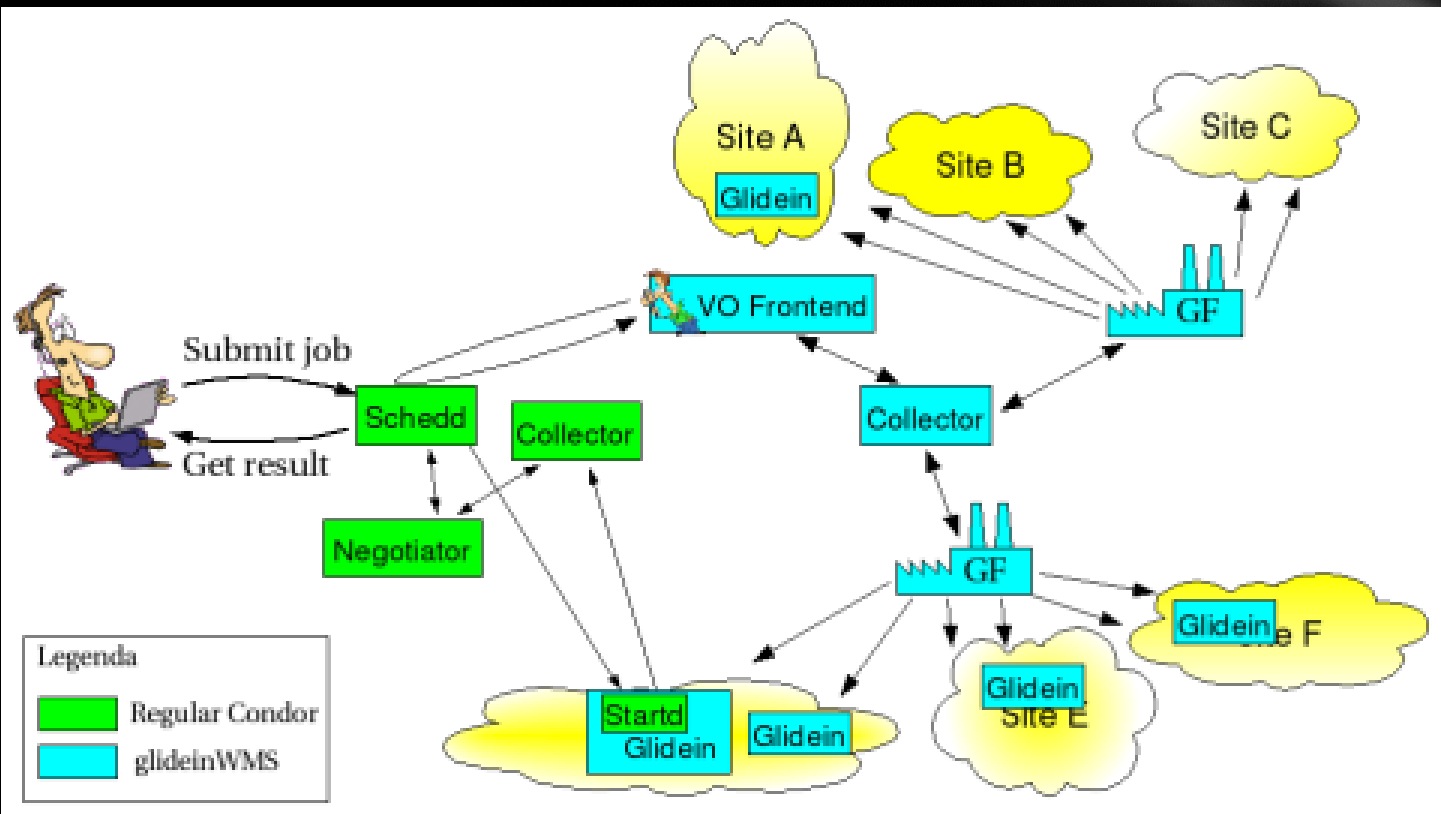 Site A
Glidein
Site B
Site C
GF
VO Frontend
Submit job
Schedd
Collector
Collector
Get result
Negotiator
GF
Glidein
F
Glidein
Site E
Startd
Glidein
Glidein
Legenda
Regular Condor
glideinWMS